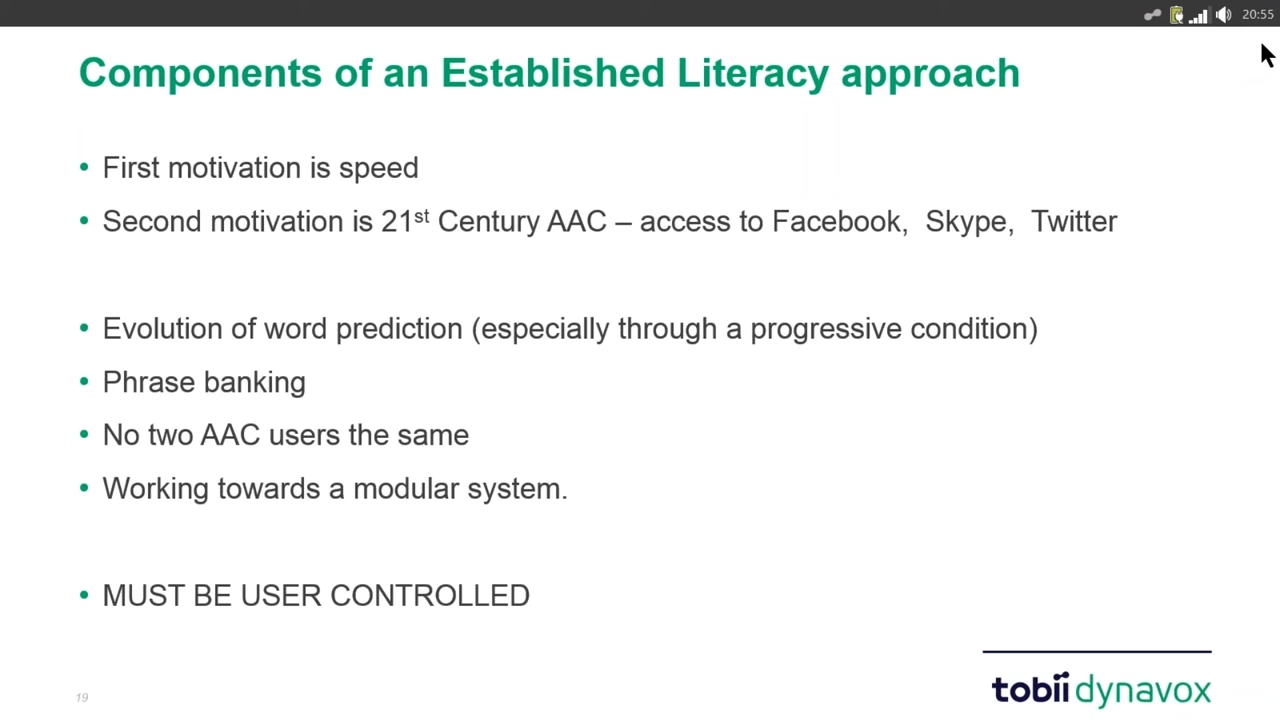 20:55
Components of an Established Literacy approach
• First motivation is speed
• Second motivation is 21st Century AAC – access to Facebook, Skype, Twitter
• Evolution of word prediction (especially through a progressive condition)
• Phrase banking
• No two AAC users the same
• Working towards a modular system.
• MUST BE USER CONTROLLED
19
tobii dynavox